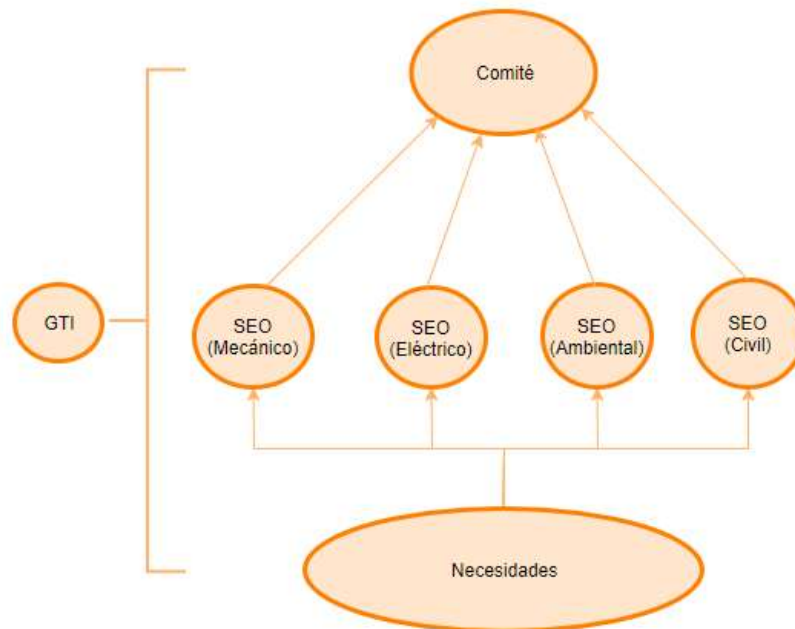 Comité
GTI
SEO
(Mecánico)
SEO
(Eléctrico)
SEO
(Ambiental)
SEO
(Civil)
Necesidades